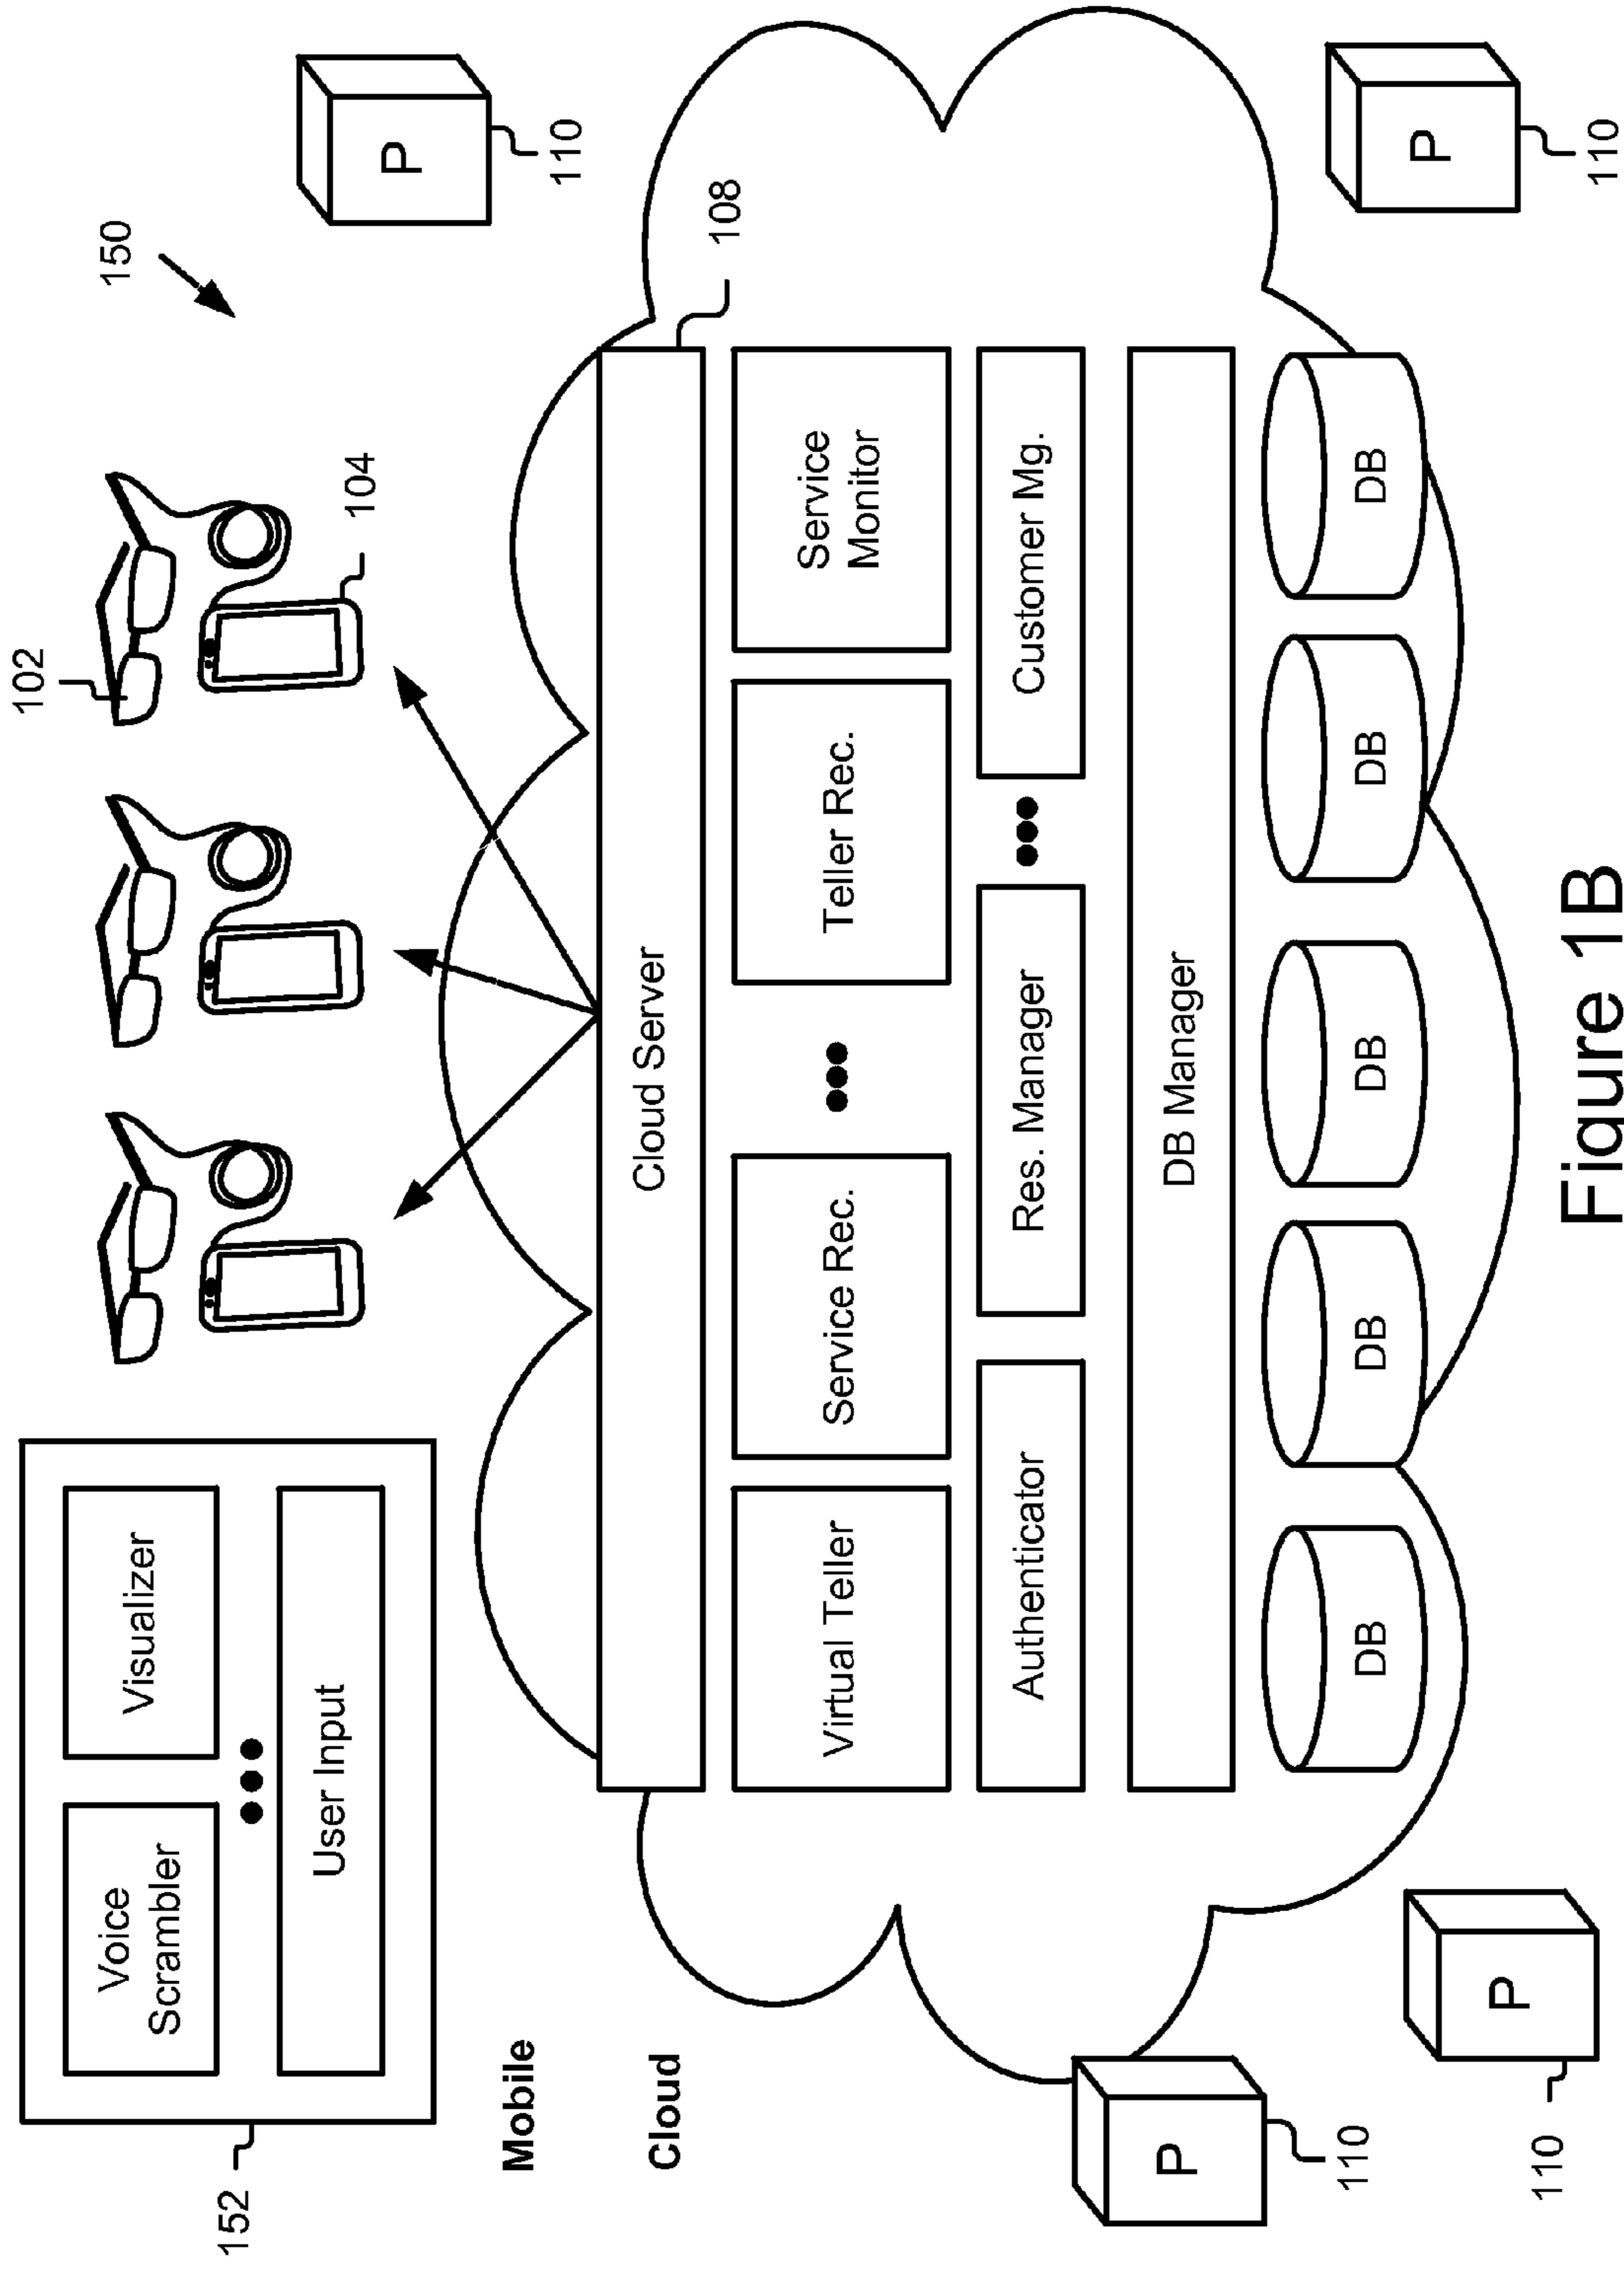 150
102
104
152
Voice
Scrambler
Visualizer
User Input
P
110
Mobile
Cloud
108
Cloud Server
Virtual Teller
Service Rec.
Teller Rec.
Service
Monitor
Authenticator
Res. Manager
Customer Mg.
DB Manager
DB
DB
DB
DB
DB
P
110
P
110
P
110
Figure 1B